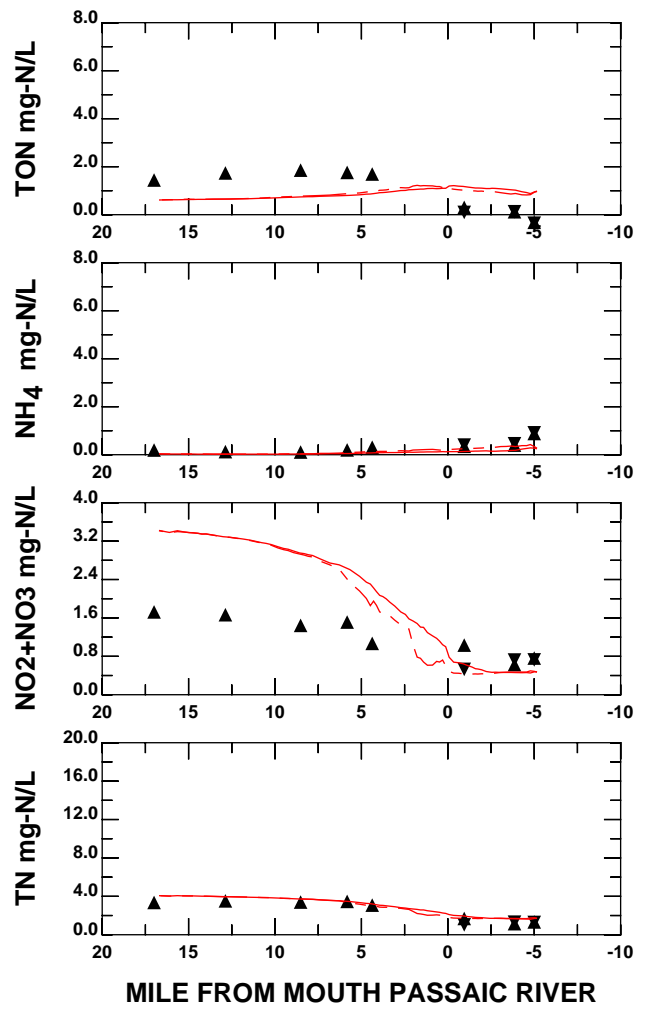 TON mg-N/L
8.0
6.0
4.0
2.0
0.0
20 15 10 5 0 -5 -10
NH4 mg-N/L
8.0
6.0
4.0
2.0
0.0
20 15 10 5 0 -5 -10
NO2+NO3 mg-N/L
4.0
3.2
2.4
1.6
0.8
0.0
20 15 10 5 0 -5 -10
TN mg-N/L
20.0
16.0
12.0
8.0
4.0
0.0
20 15 10 5 0 -5 -10
MILE FROM MOUTH PASSAIC RIVER